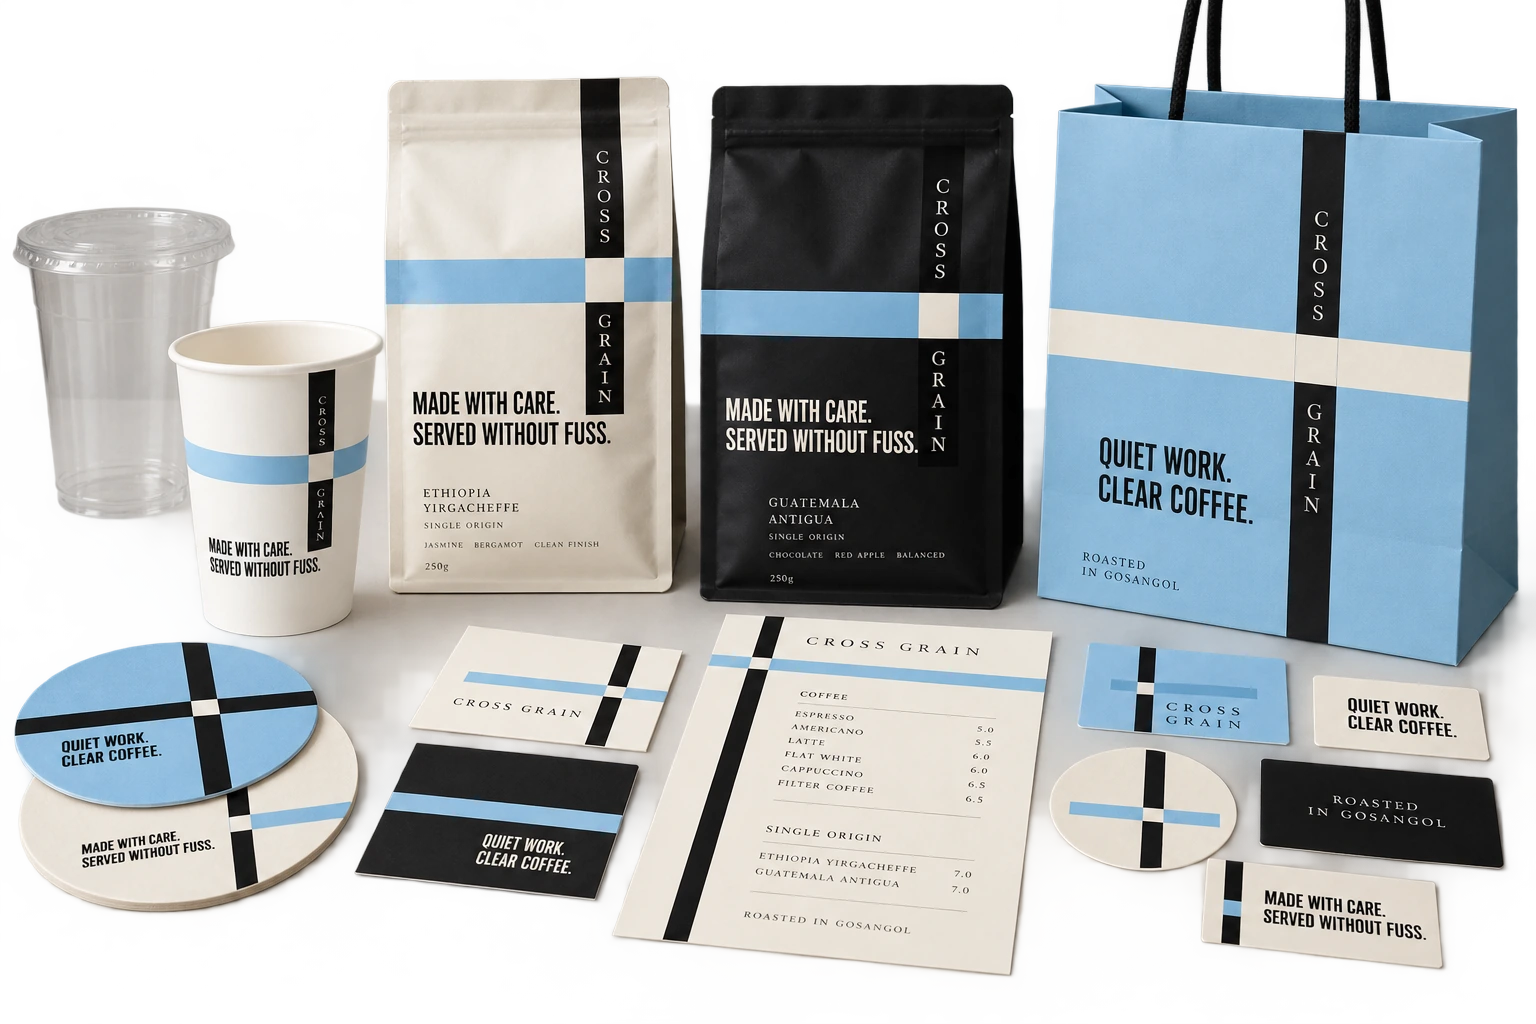 CROSS
GRAIN
MADE WITH CARE.
SERVED WITHOUT FUSS.
CROSS
GRAIN
MADE WITH CARE.
SERVED WITHOUT FUSS.
ETHIOPIA
YIRGACHEFFE
SINGLE ORIGIN
JASMINE BERGAMOT CLEAN FINISH
250g
CROSS
GRAIN
MADE WITH CARE.
SERVED WITHOUT FUSS.
GUATEMALA
ANTIGUA
SINGLE ORIGIN
CHOCOLATE RED APPLE BALANCED
250g
CROSS
GRAIN
QUIET WORK.
CLEAR COFFEE.
ROASTED
IN GOSANGOL
QUIET WORK.
CLEAR COFFEE.
MADE WITH CARE.
SERVED WITHOUT FUSS.
CROSS GRAIN
QUIET WORK.
CLEAR COFFEE.
CROSS GRAIN
COFFEE
ESPRESSO 5.0
AMERICANO 5.5
LATTE 6.0
FLAT WHITE 6.0
CAPPUCCINO 6.5
FILTER COFFEE 6.5
SINGLE ORIGIN
ETHIOPIA YIRGACHEFFE 7.0
GUATEMALA ANTIGUA 7.0
ROASTED IN GOSANGOL
CROSS
GRAIN
QUIET WORK.
CLEAR COFFEE.
ROASTED
IN GOSANGOL
MADE WITH CARE.
SERVED WITHOUT FUSS.